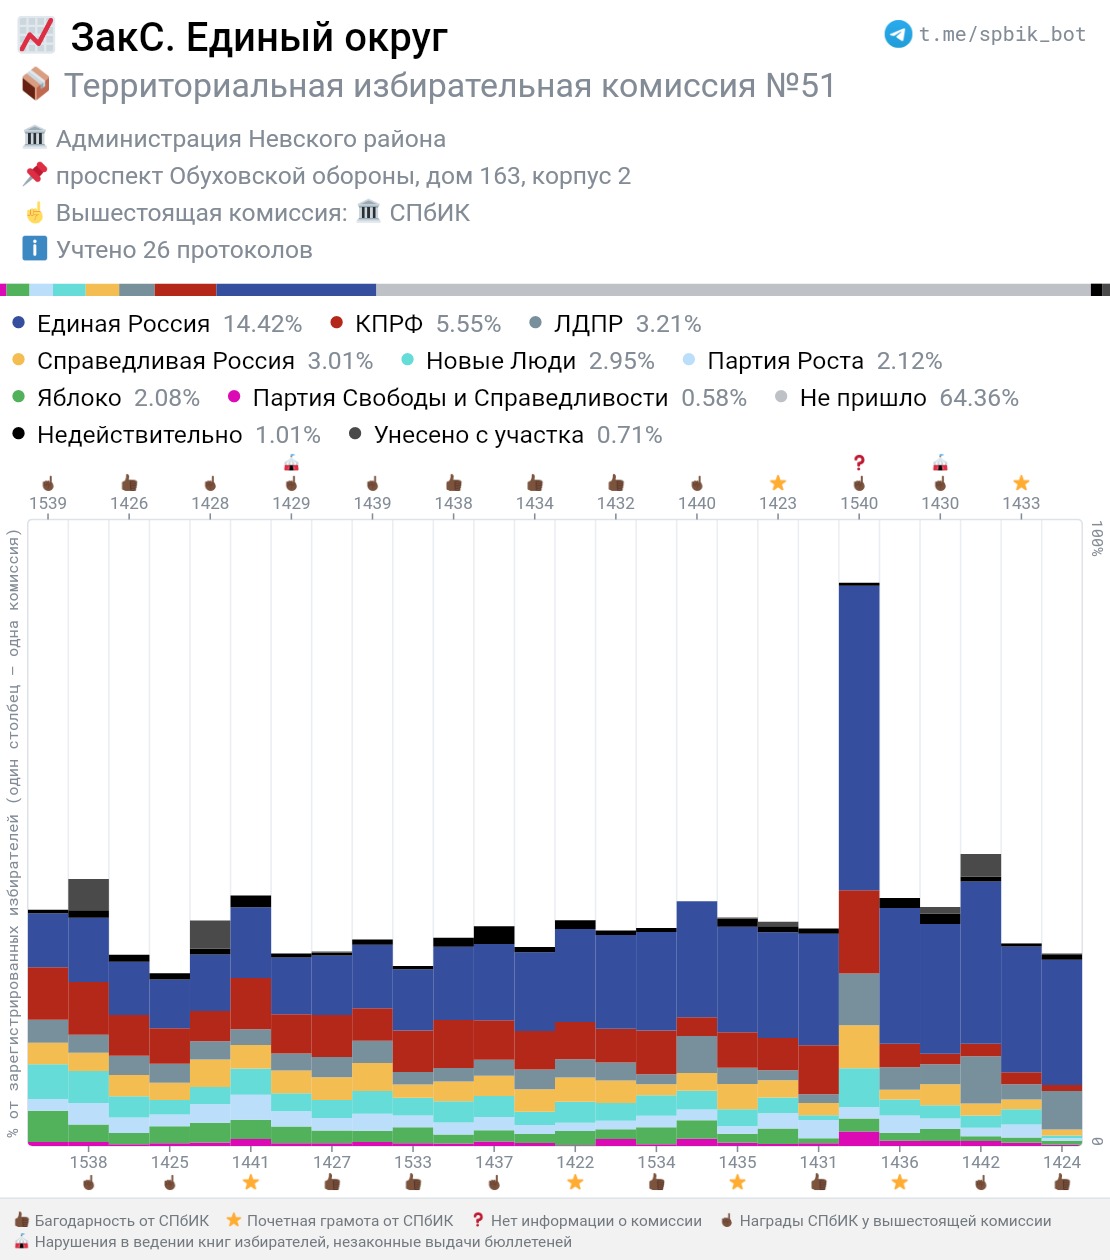 ЗакС. Единый округ
t.me/spbik_bot
Территориальная избирательная комиссия №51
Администрация Невского района
проспект Обуховской обороны, дом 163, корпус 2
Вышестоящая комиссия: СПбИК
Учтено 26 протоколов
Единая Россия 14.42% КПРФ 5.55% ЛДПР 3.21%
Справедливая Россия 3.01% Новые Люди 2.95% Партия Роста 2.12%
Яблоко 2.08% Партия Свободы и Справедливости 0.58% Не пришло 64.36%
Недействительно 1.01% Унесено с участка 0.71%
1539 1426 1428 1429 1439 1438 1434 1432 1440 1423 1540 1430 1433
% от зарегистрированных избирателей (один столбец – одна комиссия)
100%
0
1538 1425 1441 1427 1533 1437 1422 1534 1435 1431 1436 1442 1424
Багодарность от СПбИК Почетная грамота от СПбИК Нет информации о комиссии Награды СПбИК у вышестоящей комиссии
Нарушения в ведении книг избирателей, незаконные выдачи бюллетеней